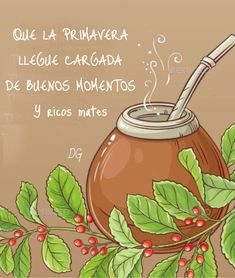 QUE LA PRIMAVERA
LLEGUE CARGADA
DE BUENOS MOMENTOS
Y RICOS MATES
DG